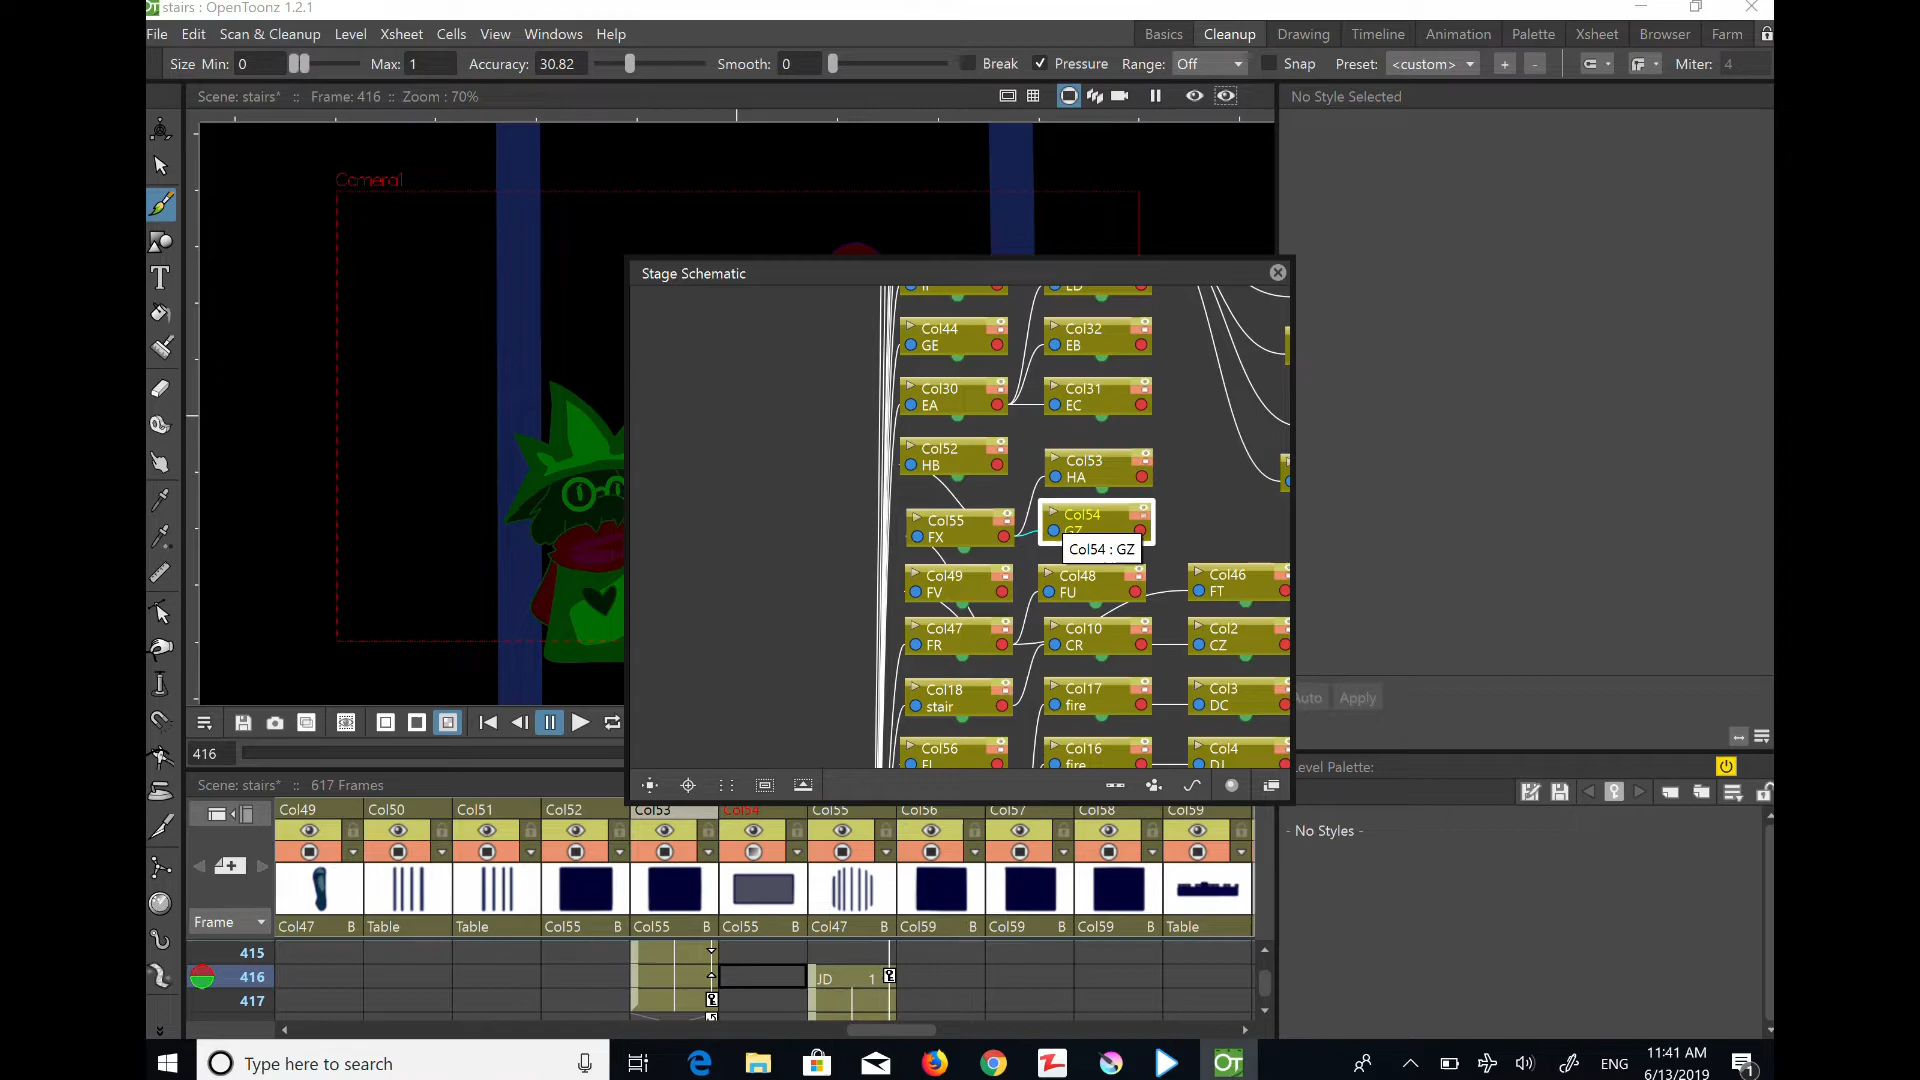 stairs : OpenToonz 1.2.1
File Edit Scan & Cleanup Level Xsheet Cells View Windows Help Basics Cleanup Drawing Timeline Animation Palette Xsheet Browser Farm
Size Min: 0 Max: 1 Accuracy: 30.82 Smooth: 0 Break Pressure Range: Off Snap Preset: <custom> + - Miter: 4
Scene: stairs* :: Frame: 416 :: Zoom : 70% No Style Selected
Camera1
Stage Schematic
Col44 Col32
GE EB
Col30 Col31
EA EC
Col52 Col53
HB HA
Col55 Col54
FX GZ
Col54 : GZ
Col49 Col48 Col46
FV FU FT
Col47 Col10 Col2
FR CR CZ
Col18 Col17 Col3
stair fire DC
Col56 Col16 Col4
fire
Auto Apply
416
Scene: stairs* :: 617 Frames
Level Palette:
Col49 Col50 Col51 Col52 Col53 Col54 Col55 Col56 Col57 Col58 Col59
- No Styles -
Frame Col47 B Table Table Col55 B Col55 B Col55 B Col47 B Col59 B Col59 B Col59 B Table B
415
416 JD 1
417
Type here to search ENG 11:41 AM
6/13/2019 1